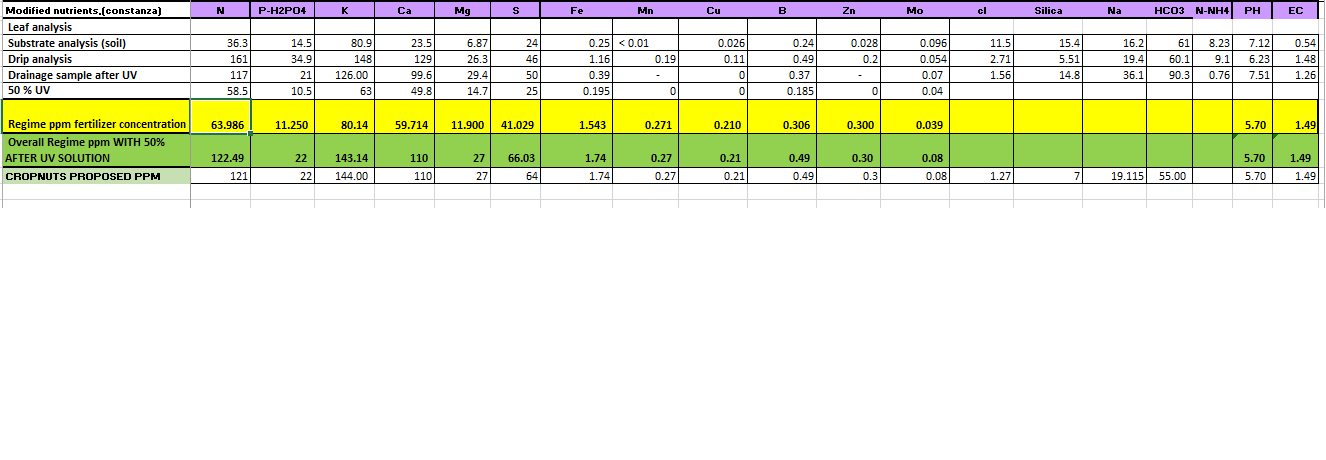 Modified nutrients,(constanza) N P-H2PO4 K Ca Mg S Fe Mn Cu B Zn Mo cl Silica Na HCO3 N-NH4 PH EC
Leaf analysis
Substrate analysis (soil) 36.3 14.5 80.9 23.5 6.87 24 0.25 < 0.01 0.026 0.24 0.028 0.096 11.5 15.4 16.2 61 8.23 7.12 0.54
Drip analysis 161 34.9 148 129 26.3 46 1.16 0.19 0.11 0.49 0.2 0.054 2.71 5.51 19.4 60.1 9.1 6.23 1.48
Drainage sample after UV 117 21 126.00 99.6 29.4 50 0.39 - 0 0.37 - 0.07 1.56 14.8 36.1 90.3 0.76 7.51 1.26
50 % UV 58.5 10.5 63 49.8 14.7 25 0.195 0 0 0.185 0 0.04
Regime ppm fertilizer concentration 63.986 11.250 80.14 59.714 11.900 41.029 1.543 0.271 0.210 0.306 0.300 0.039 5.70 1.49
Overall Regime ppm WITH 50%
AFTER UV SOLUTION 122.49 22 143.14 110 27 66.03 1.74 0.27 0.21 0.49 0.30 0.08 5.70 1.49
CROPNUTS PROPOSED PPM 121 22 144.00 110 27 64 1.74 0.27 0.21 0.49 0.3 0.08 1.27 7 19.115 55.00 5.70 1.49